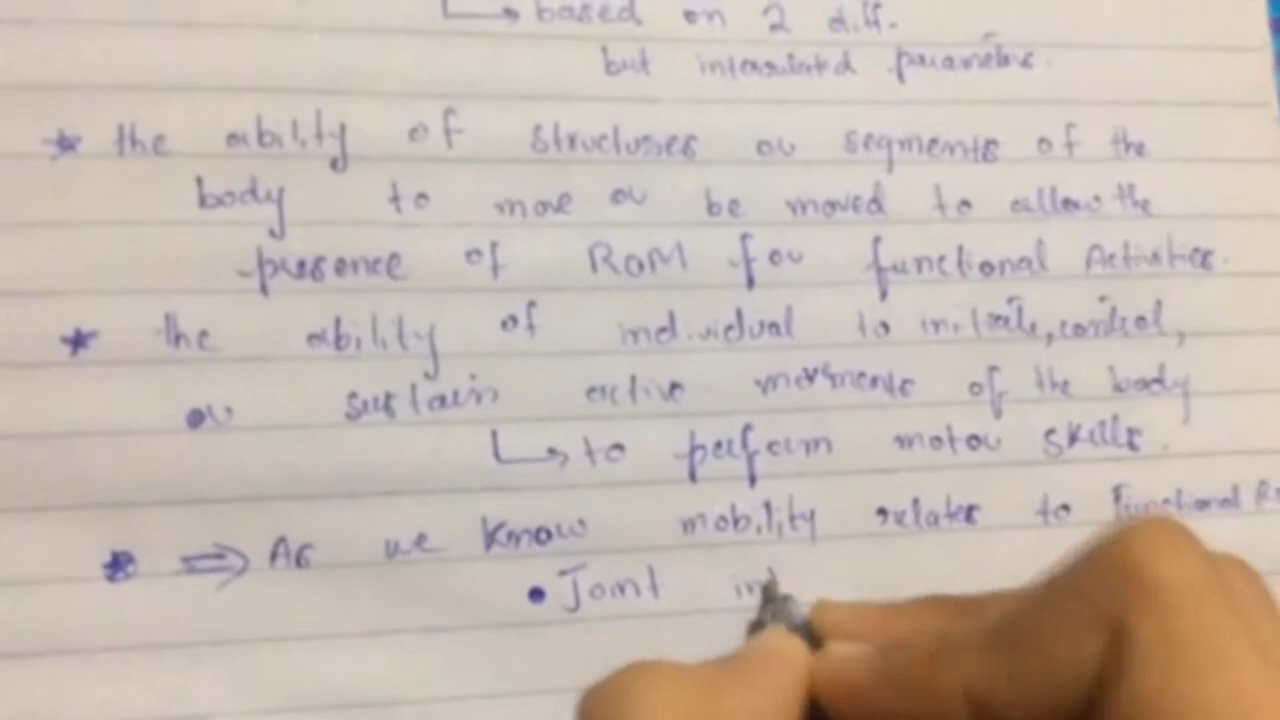 ↳ based on 2 diff.
but interrelated parameters.
★ the ability of structures or segments of the
body to move or be moved to allow the
presence of ROM for functional Activities.
★ the ability of individual to initiate, control,
or sustain active movements of the body
↳ to perform motor skills.
⇒ As we know mobility relates to Functional
• Joint